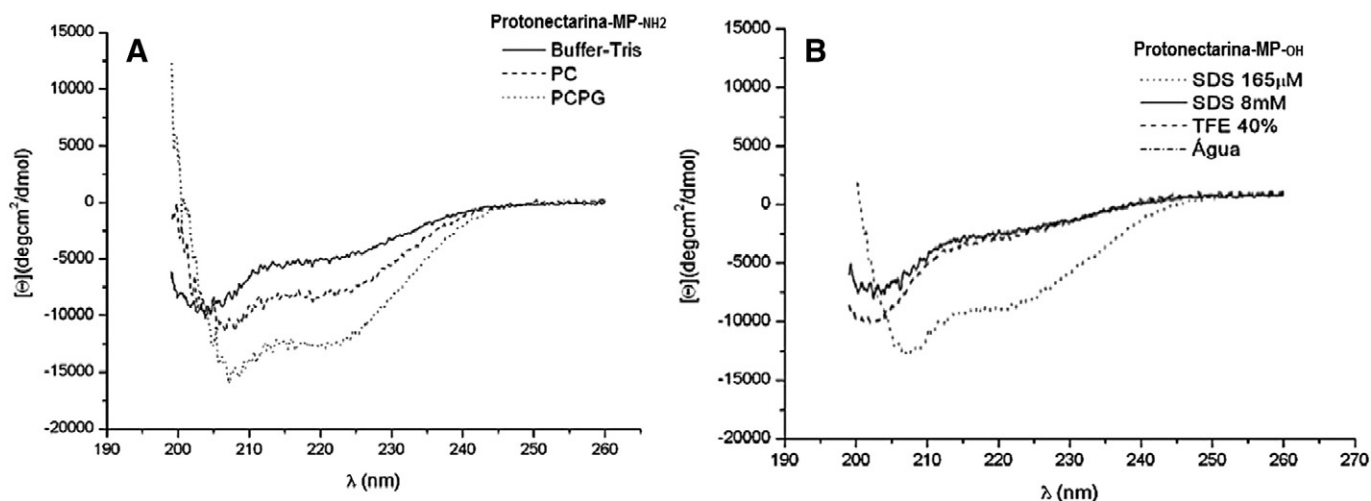 A
Protonectarina-MP-NH2
Buffer-Tris
PC
PCPG
[Θ](degcm²/dmol)
15000
10000
5000
0
-5000
-10000
-15000
-20000
190
200
210
220
230
240
250
260
λ (nm)
B
Protonectarina-MP-OH
SDS 165μM
SDS 8mM
TFE 40%
Água
[Θ](degcm²/dmol)
15000
10000
5000
0
-5000
-10000
-15000
-20000
190
200
210
220
230
240
250
260
270
λ (nm)